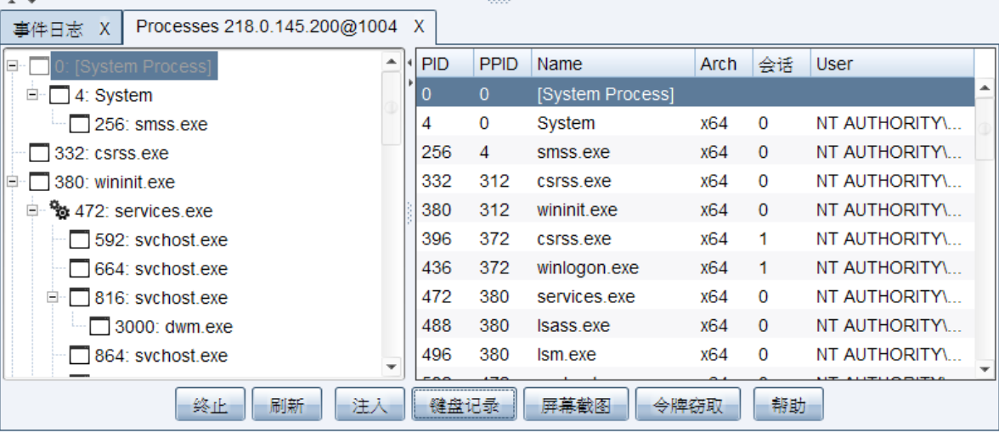 事件日志 X Processes 218.0.145.200@1004 X
0: [System Process]
4: System
256: smss.exe
332: csrss.exe
380: wininit.exe
472: services.exe
592: svchost.exe
664: svchost.exe
816: svchost.exe
3000: dwm.exe
864: svchost.exe
PID PPID Name Arch 会话 User
0 0 [System Process]
4 0 System x64 0 NT AUTHORITY\...
256 4 smss.exe x64 0 NT AUTHORITY\...
332 312 csrss.exe x64 0 NT AUTHORITY\...
380 312 wininit.exe x64 0 NT AUTHORITY\...
396 372 csrss.exe x64 1 NT AUTHORITY\...
436 372 winlogon.exe x64 1 NT AUTHORITY\...
472 380 services.exe x64 0 NT AUTHORITY\...
488 380 lsass.exe x64 0 NT AUTHORITY\...
496 380 lsm.exe x64 0 NT AUTHORITY\...
终止 刷新 注入 键盘记录 屏幕截图 令牌窃取 帮助